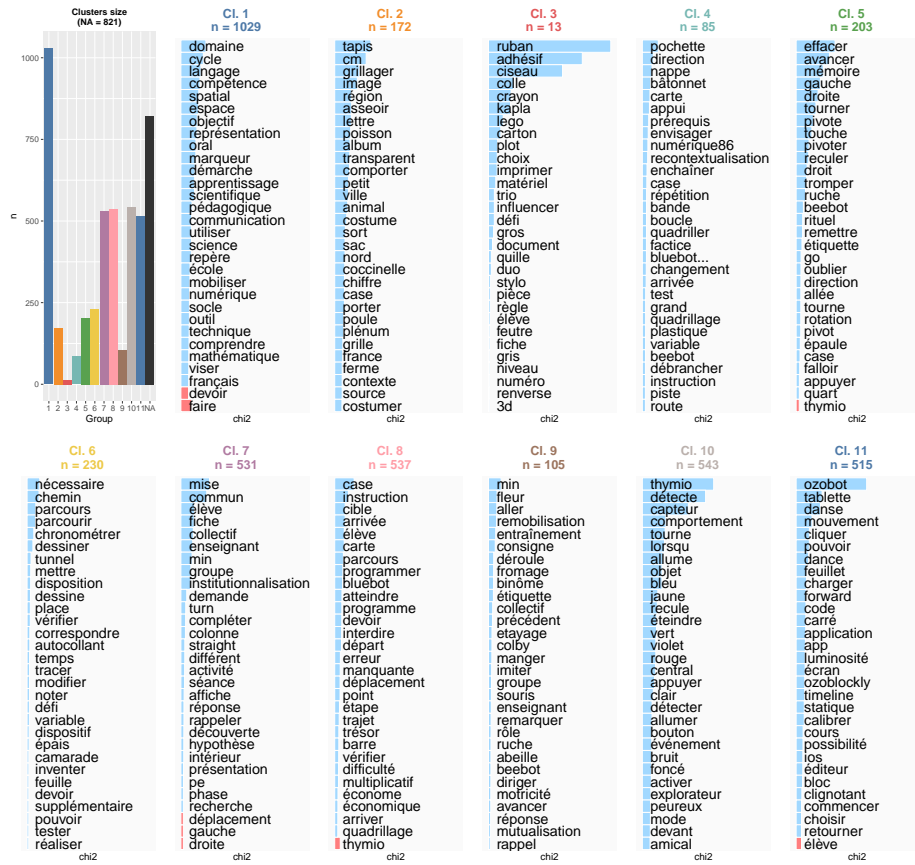 Clusters size
(NA = 821)
n
1000
750
500
250
0
1 2 3 4 5 6 7 8 9 10 11NA
Group
Cl. 1
n = 1029
domaine
cycle
langage
compétence
spatial
espace
objectif
représentation
oral
marqueur
démarche
apprentissage
scientifique
pédagogique
communication
utiliser
science
repère
école
mobiliser
numérique
socle
outil
technique
comprendre
mathématique
viser
français
devoir
faire
chi2
Cl. 2
n = 172
tapis
cm
grillager
image
région
asseoir
lettre
poisson
album
transparent
comporter
petit
ville
animal
costume
sort
sac
nord
coccinelle
chiffre
case
porter
poule
plénum
grille
france
ferme
contexte
source
costumer
chi2
Cl. 3
n = 13
ruban
adhésif
ciseau
colle
crayon
kapla
lego
carton
plot
choix
imprimer
matériel
trio
influencer
défi
gros
document
quille
duo
stylo
pièce
règle
élève
feutre
fiche
gris
niveau
numéro
renverse
3d
chi2
Cl. 4
n = 85
pochette
direction
nappe
bâtonnet
carte
appui
prérequis
envisager
numérique86
recontextualisation
enchaîner
case
répétition
bande
boucle
quadriller
factice
bluebot...
changement
arrivée
test
grand
quadrillage
plastique
variable
beebot
débrancher
instruction
piste
route
chi2
Cl. 5
n = 203
effacer
avancer
mémoire
gauche
droite
tourner
pivote
touche
pivoter
reculer
droit
tromper
ruche
beebot
rituel
remettre
étiquette
go
oublier
direction
allée
tourne
rotation
pivot
épaule
case
falloir
appuyer
quart
thymio
chi2
Cl. 6
n = 230
nécessaire
chemin
parcours
parcourir
chronométrer
dessiner
tunnel
mettre
disposition
dessine
place
vérifier
correspondre
autocollant
temps
tracer
modifier
noter
défi
variable
dispositif
épais
camarade
inventer
feuille
devoir
supplémentaire
pouvoir
tester
réaliser
chi2
Cl. 7
n = 531
mise
commun
élève
fiche
collectif
enseignant
min
groupe
institutionnalisation
demande
turn
compléter
colonne
straight
différent
activité
séance
affiche
réponse
rappeler
découverte
hypothèse
intérieur
présentation
pe
phase
recherche
déplacement
gauche
droite
chi2
Cl. 8
n = 537
case
instruction
cible
arrivée
élève
carte
parcours
programmer
bluebot
atteindre
programme
devoir
interdire
départ
erreur
manquante
déplacement
point
étape
trajet
trésor
barre
vérifier
difficulté
multiplicatif
économe
économique
arriver
quadrillage
thymio
chi2
Cl. 9
n = 105
min
fleur
aller
remobilisation
entraînement
consigne
déroule
fromage
binôme
étiquette
collectif
précédent
etayage
colby
manger
imiter
groupe
souris
enseignant
remarquer
rôle
ruche
abeille
beebot
diriger
motricité
avancer
réponse
mutualisation
rappel
chi2
Cl. 10
n = 543
thymio
détecte
capteur
comportement
tourne
lorsqu
allume
objet
bleu
jaune
recule
éteindre
vert
violet
rouge
central
appuyer
clair
détecter
allumer
bouton
événement
bruit
foncé
activer
explorateur
peureux
mode
devant
amical
chi2
Cl. 11
n = 515
ozobot
tablette
danse
mouvement
cliquer
pouvoir
dance
feuillet
charger
forward
code
carré
application
app
luminosité
écran
ozoblockly
timeline
statique
calibrer
cours
possibilité
ios
éditeur
bloc
clignotant
commencer
choisir
retourner
élève
chi2